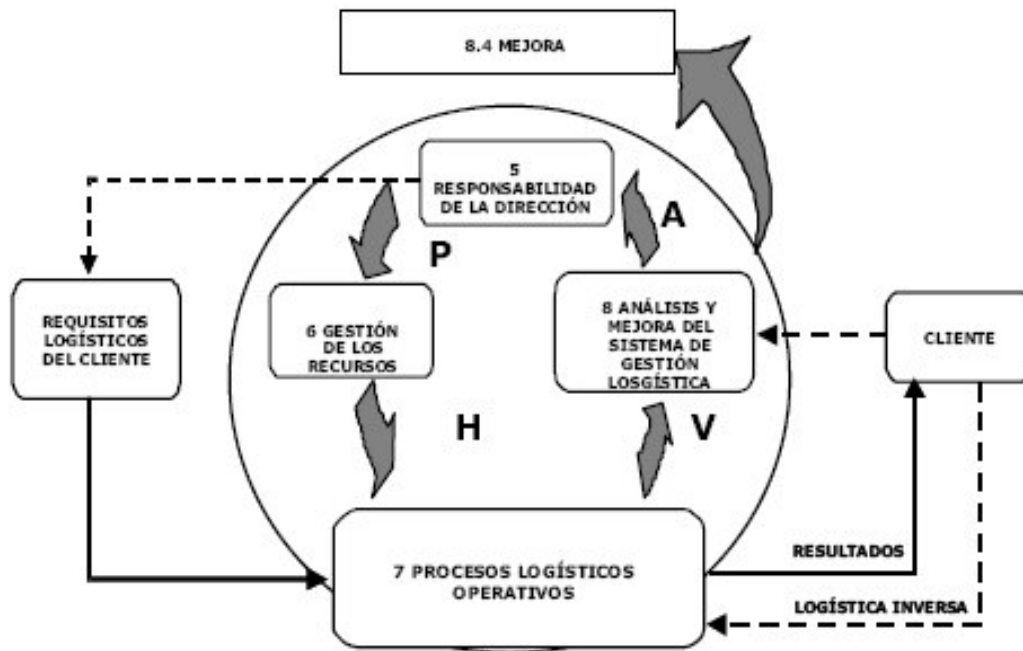 8.4 MEJORA
5
RESPONSABILIDAD
DE LA DIRECCIÓN
A
P
REQUISITOS
LOGÍSTICOS
DEL CLIENTE
6 GESTIÓN
DE LOS
RECURSOS
8 ANÁLISIS Y
MEJORA DEL
SISTEMA DE
GESTIÓN
LOSGÍSTICA
CLIENTE
H
V
7 PROCESOS LOGÍSTICOS
OPERATIVOS
RESULTADOS
LOGÍSTICA INVERSA